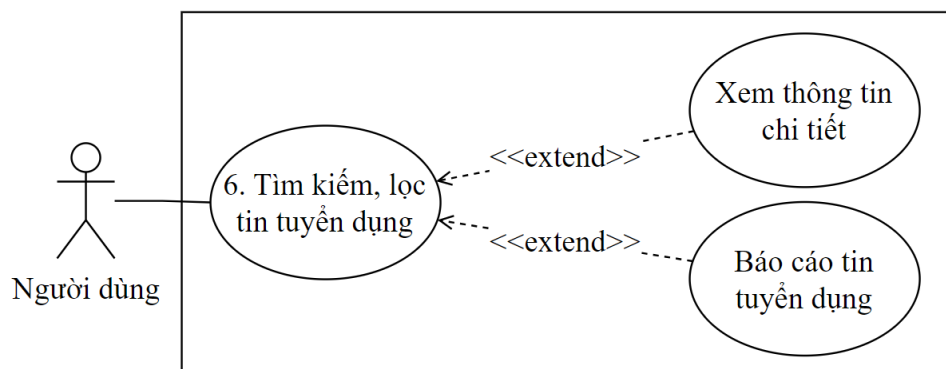 Xem thông tin
chi tiết
<<extend>>
6. Tìm kiếm, lọc
tin tuyển dụng
<<extend>>
Báo cáo tin
tuyển dụng
Người dùng